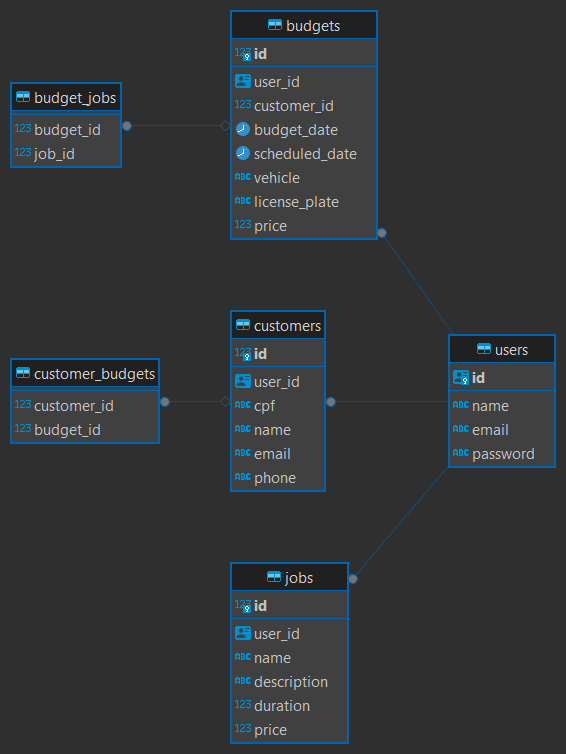 budgets
123 id
user_id
123 customer_id
budget_date
scheduled_date
ABC vehicle
ABC license_plate
123 price
budget_jobs
123 budget_id
123 job_id
customers
123 id
user_id
ABC cpf
ABC name
ABC email
ABC phone
customer_budgets
123 customer_id
123 budget_id
users
id
ABC name
ABC email
ABC password
jobs
123 id
user_id
ABC name
ABC description
123 duration
123 price